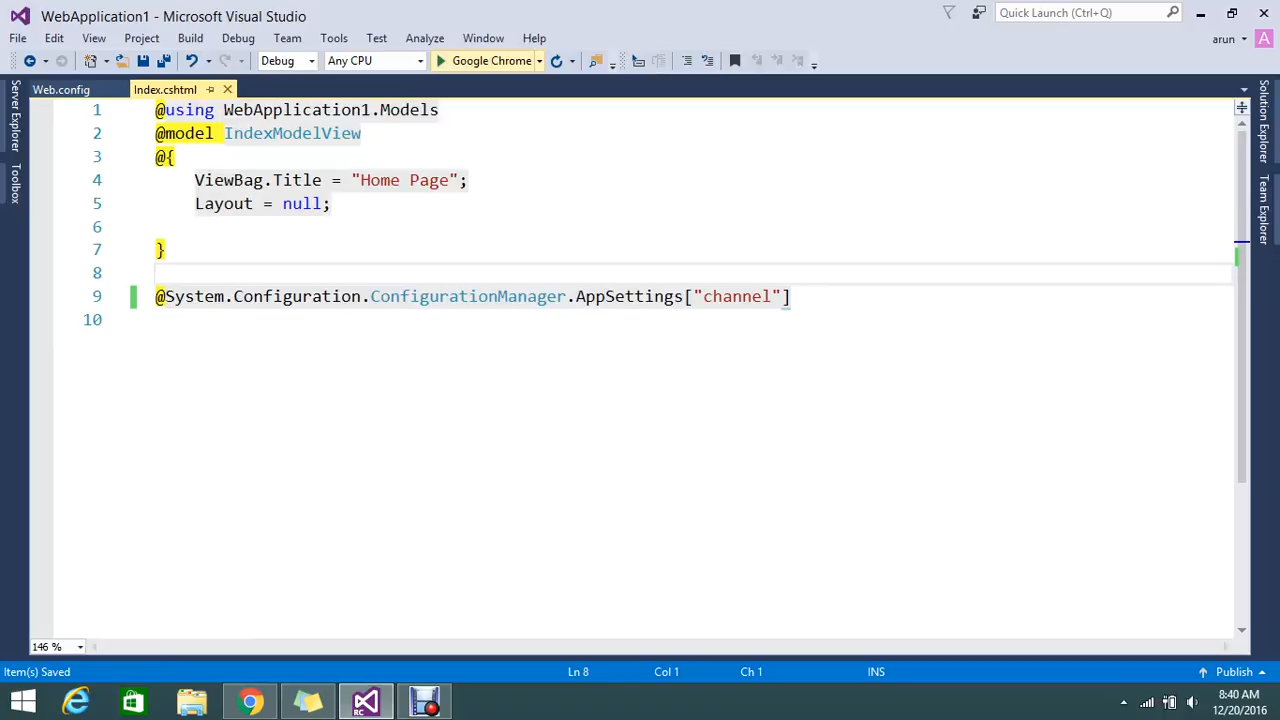 WebApplication1 - Microsoft Visual Studio
Quick Launch (Ctrl+Q)
File Edit View Project Build Debug Team Tools Test Analyze Window Help
arun A
Debug Any CPU Google Chrome
Web.config Index.cshtml
Server Explorer
Toolbox
Solution Explorer
Team Explorer
1 @using WebApplication1.Models
2 @model IndexModelView
3 @{
4 ViewBag.Title = "Home Page";
5 Layout = null;
6
7 }
8
9 @System.Configuration.ConfigurationManager.AppSettings["channel"]
10
146 %
Item(s) Saved Ln 8 Col 1 Ch 1 INS Publish
RC
8:40 AM
12/20/2016